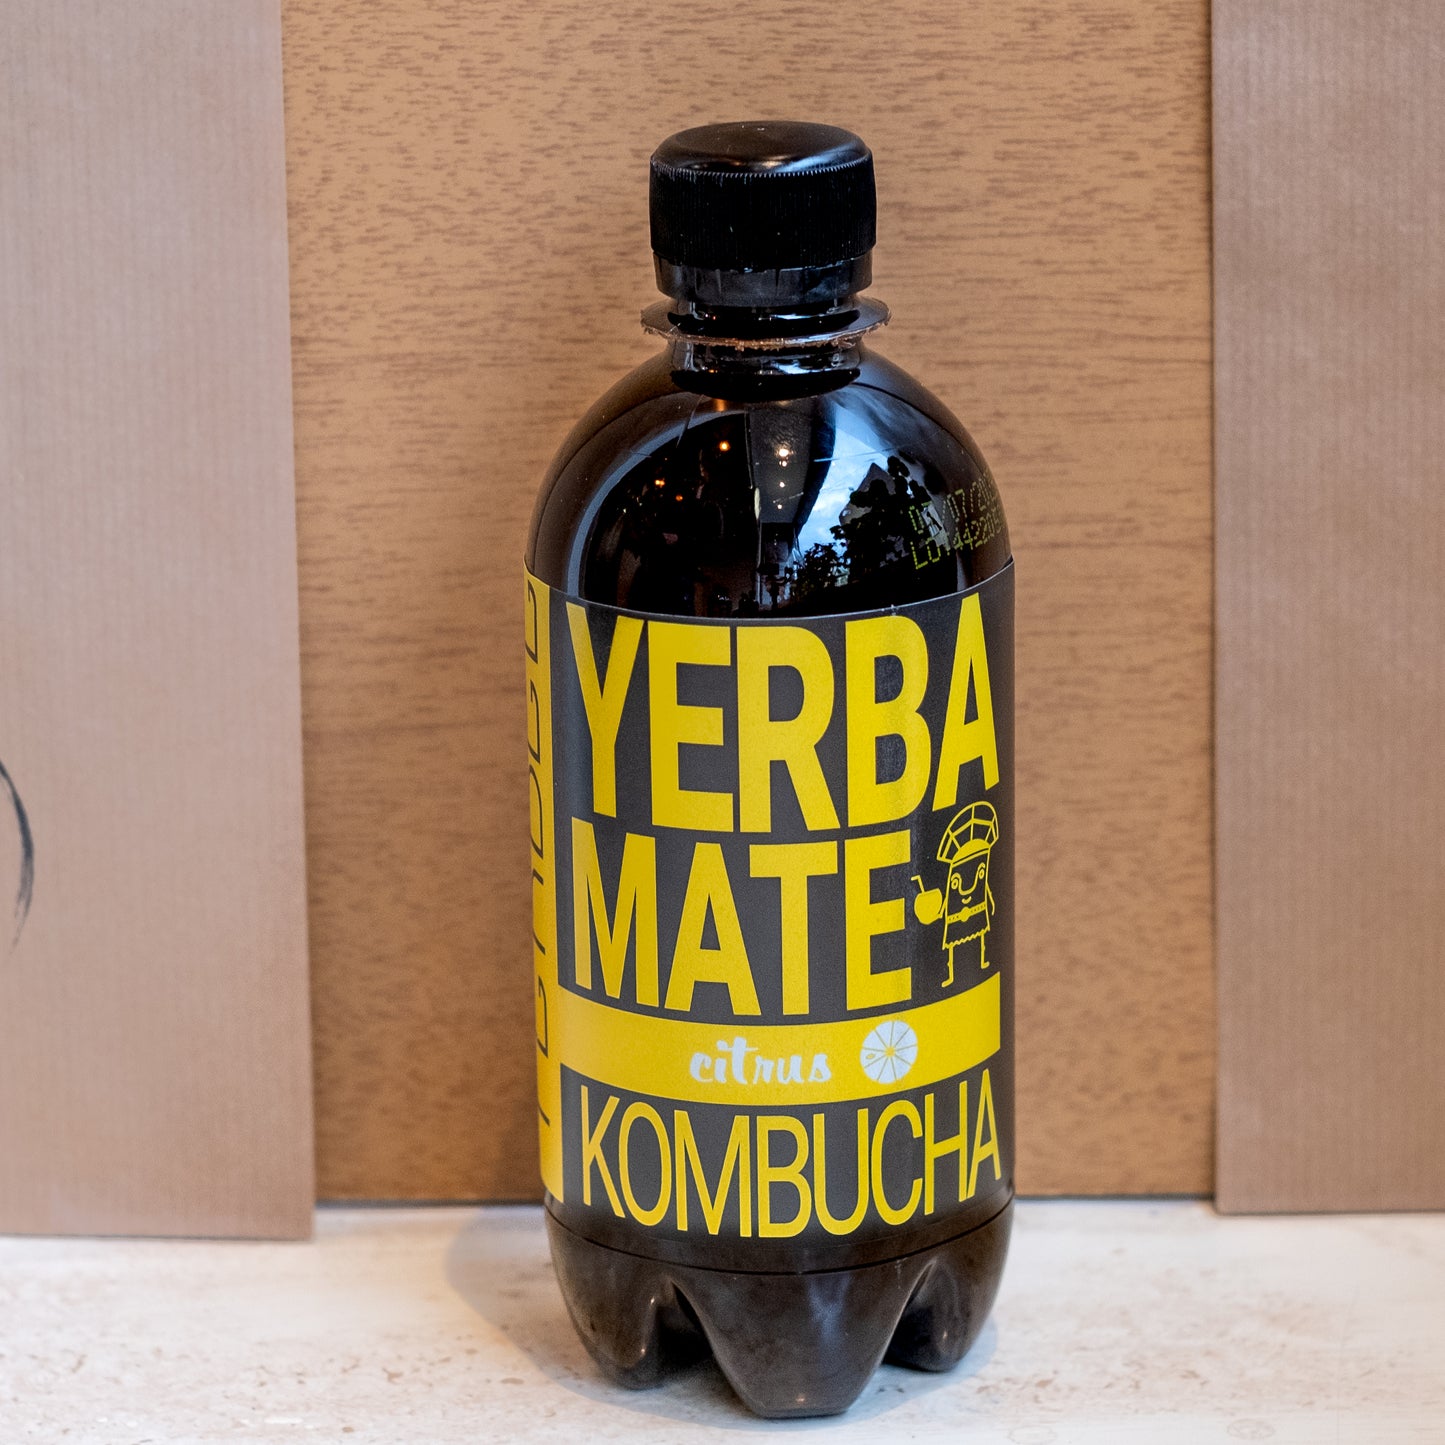 YERBA
MATE
citrus
KOMBUCHA